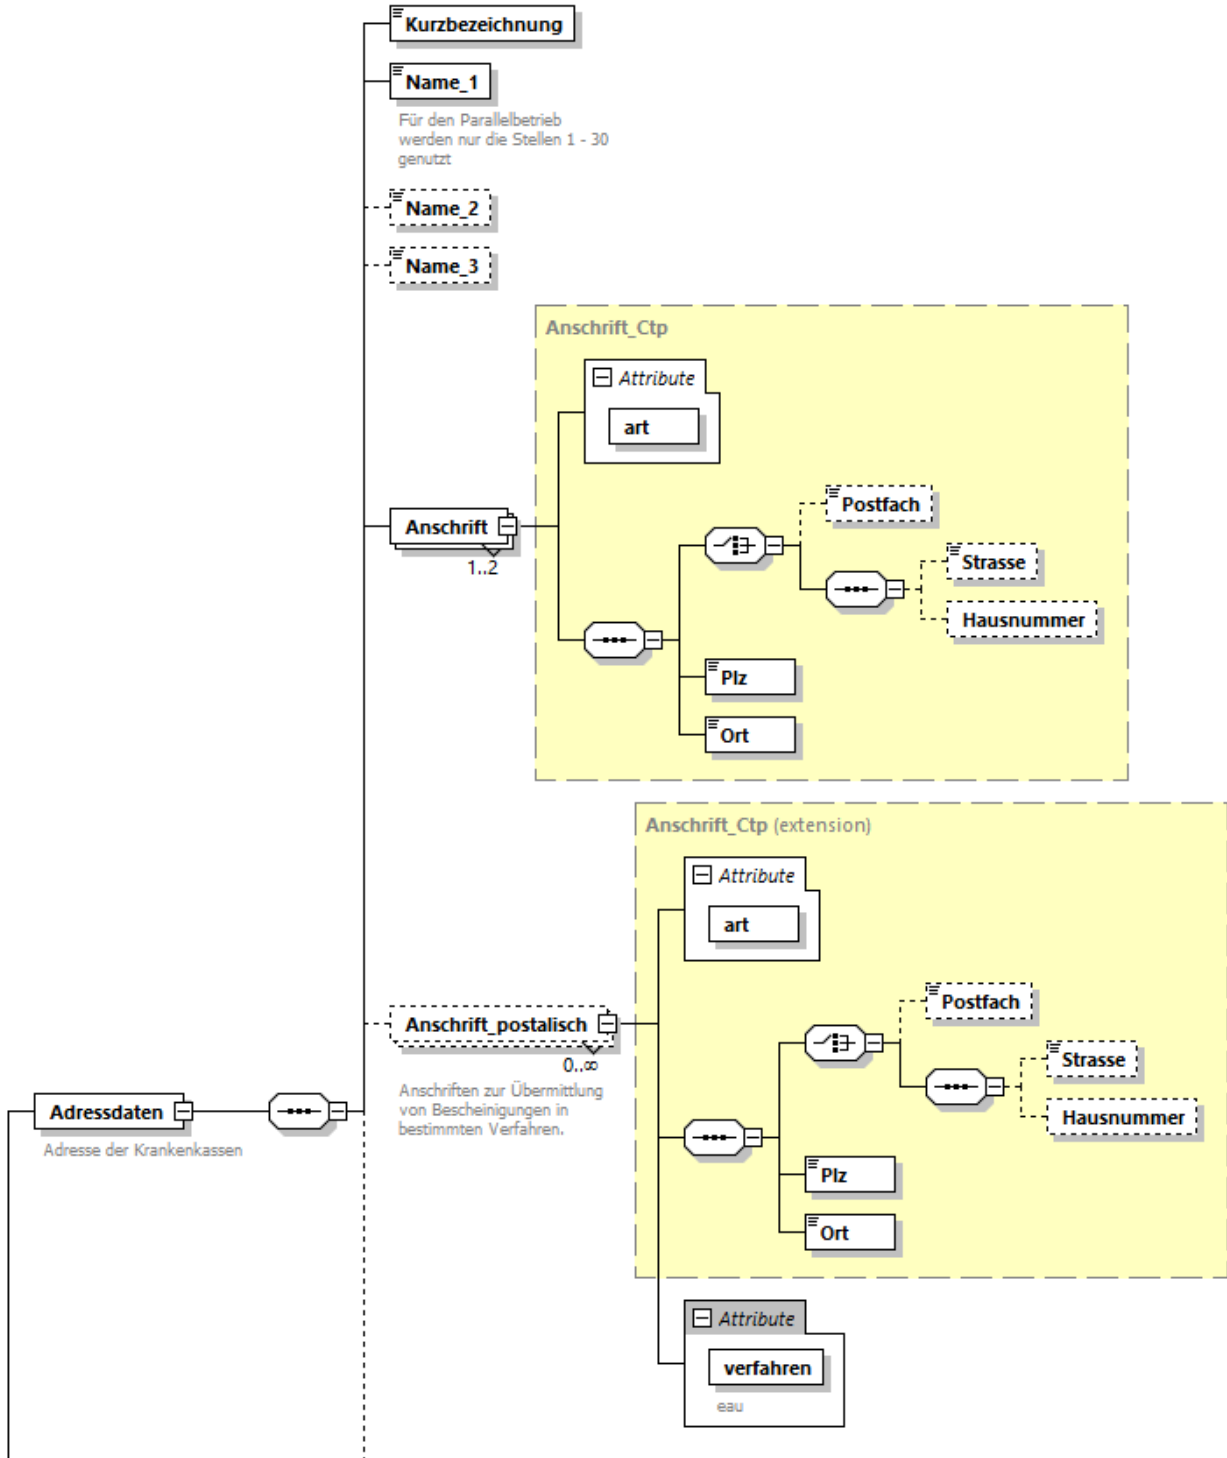 Kurzbezeichnung
Name_1
Für den Parallelbetrieb
werden nur die Stellen 1 - 30
genutzt
Name_2
Name_3
Anschrift_Ctp
Attribute
art
Anschrift
1..2
Postfach
Strasse
Hausnummer
Plz
Ort
Anschrift_Ctp (extension)
Attribute
art
Anschrift_postalisch
0..∞
Anschriften zur Übermittlung
von Bescheinigungen in
bestimmten Verfahren.
Postfach
Strasse
Hausnummer
Plz
Ort
Adressdaten
Adresse der Krankenkassen
Attribute
verfahren
eau